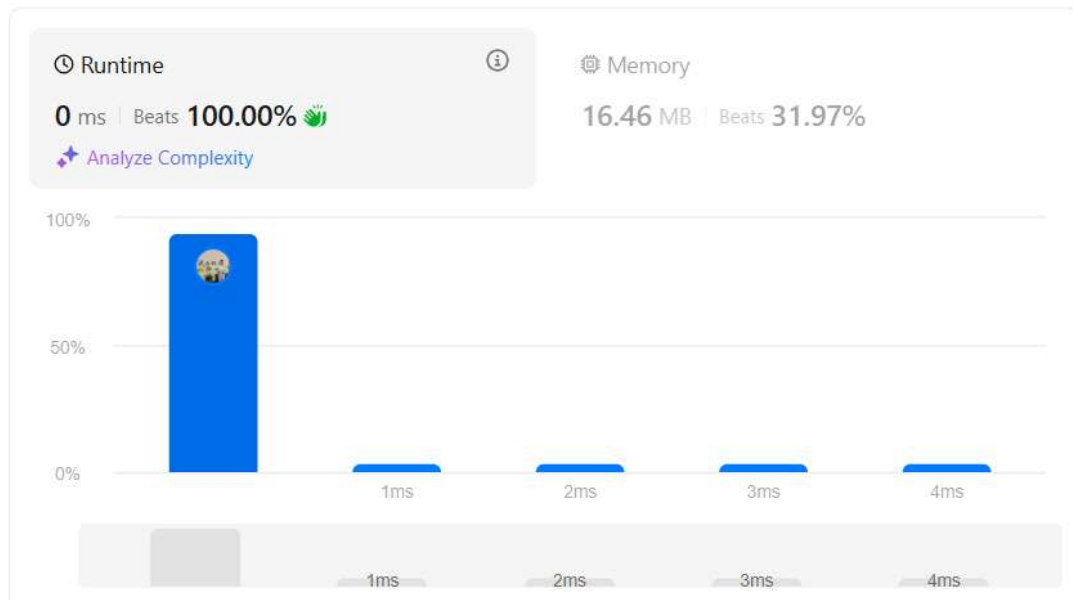 Runtime
0 ms Beats 100.00%
Analyze Complexity
Memory
16.46 MB Beats 31.97%
100%
50%
0%
1ms 2ms 3ms 4ms
1ms 2ms 3ms 4ms